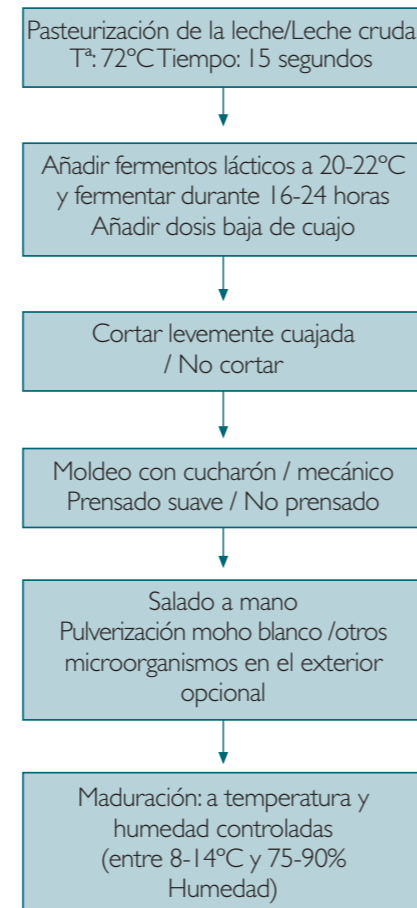 Pasteurización de la leche/Leche cruda
Tª: 72ºC Tiempo: 15 segundos
Añadir fermentos lácticos a 20-22ºC
y fermentar durante 16-24 horas
Añadir dosis baja de cuajo
Cortar levemente cuajada
/ No cortar
Moldeo con cucharón / mecánico
Prensado suave / No prensado
Salado a mano
Pulverización moho blanco /otros
microorganismos en el exterior
opcional
Maduración: a temperatura y
humedad controladas
(entre 8-14ºC y 75-90%
Humedad)